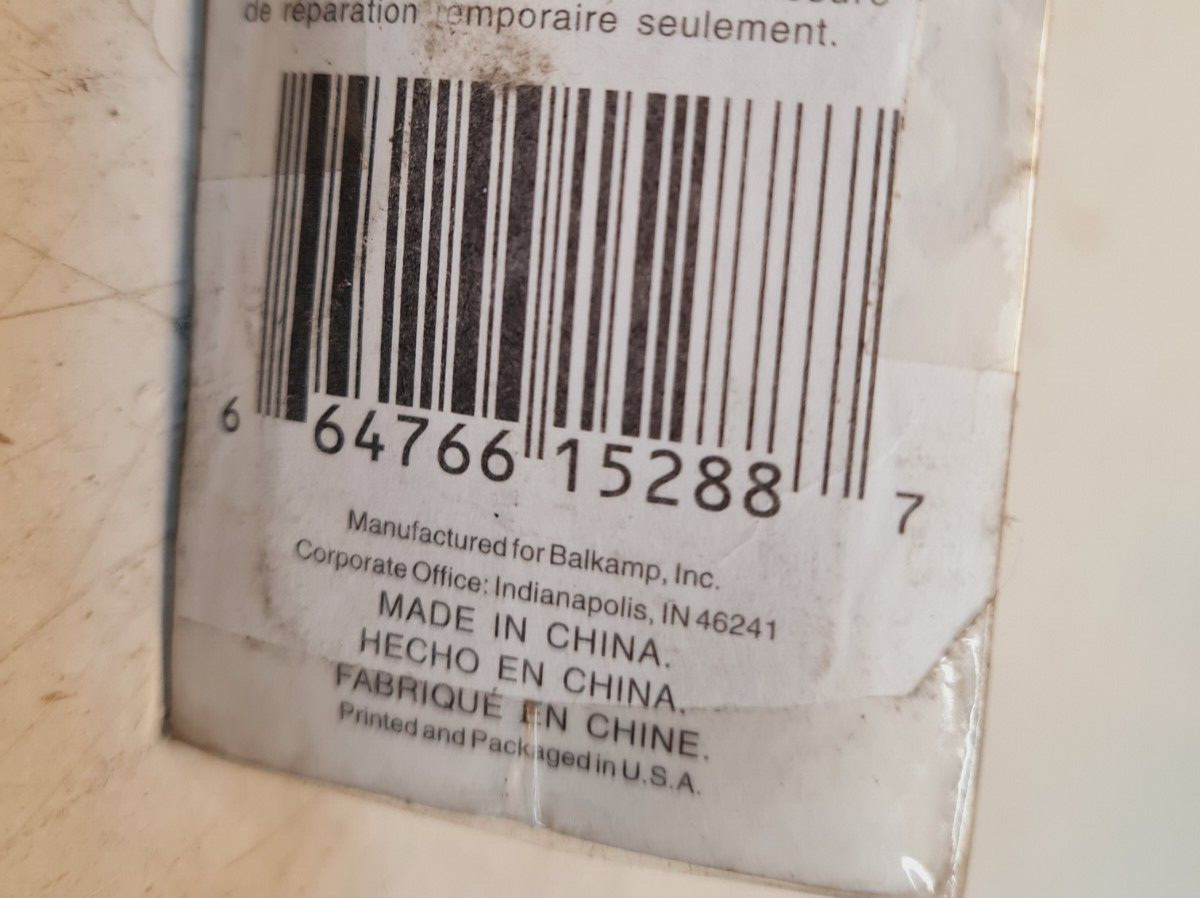 de réparation temporaire seulement.
6 64766 15288 7
Manufactured for Balkamp, Inc.
Corporate Office: Indianapolis, IN 46241
MADE IN CHINA.
HECHO EN CHINA.
FABRIQUÉ EN CHINE.
Printed and Packaged in U.S.A.